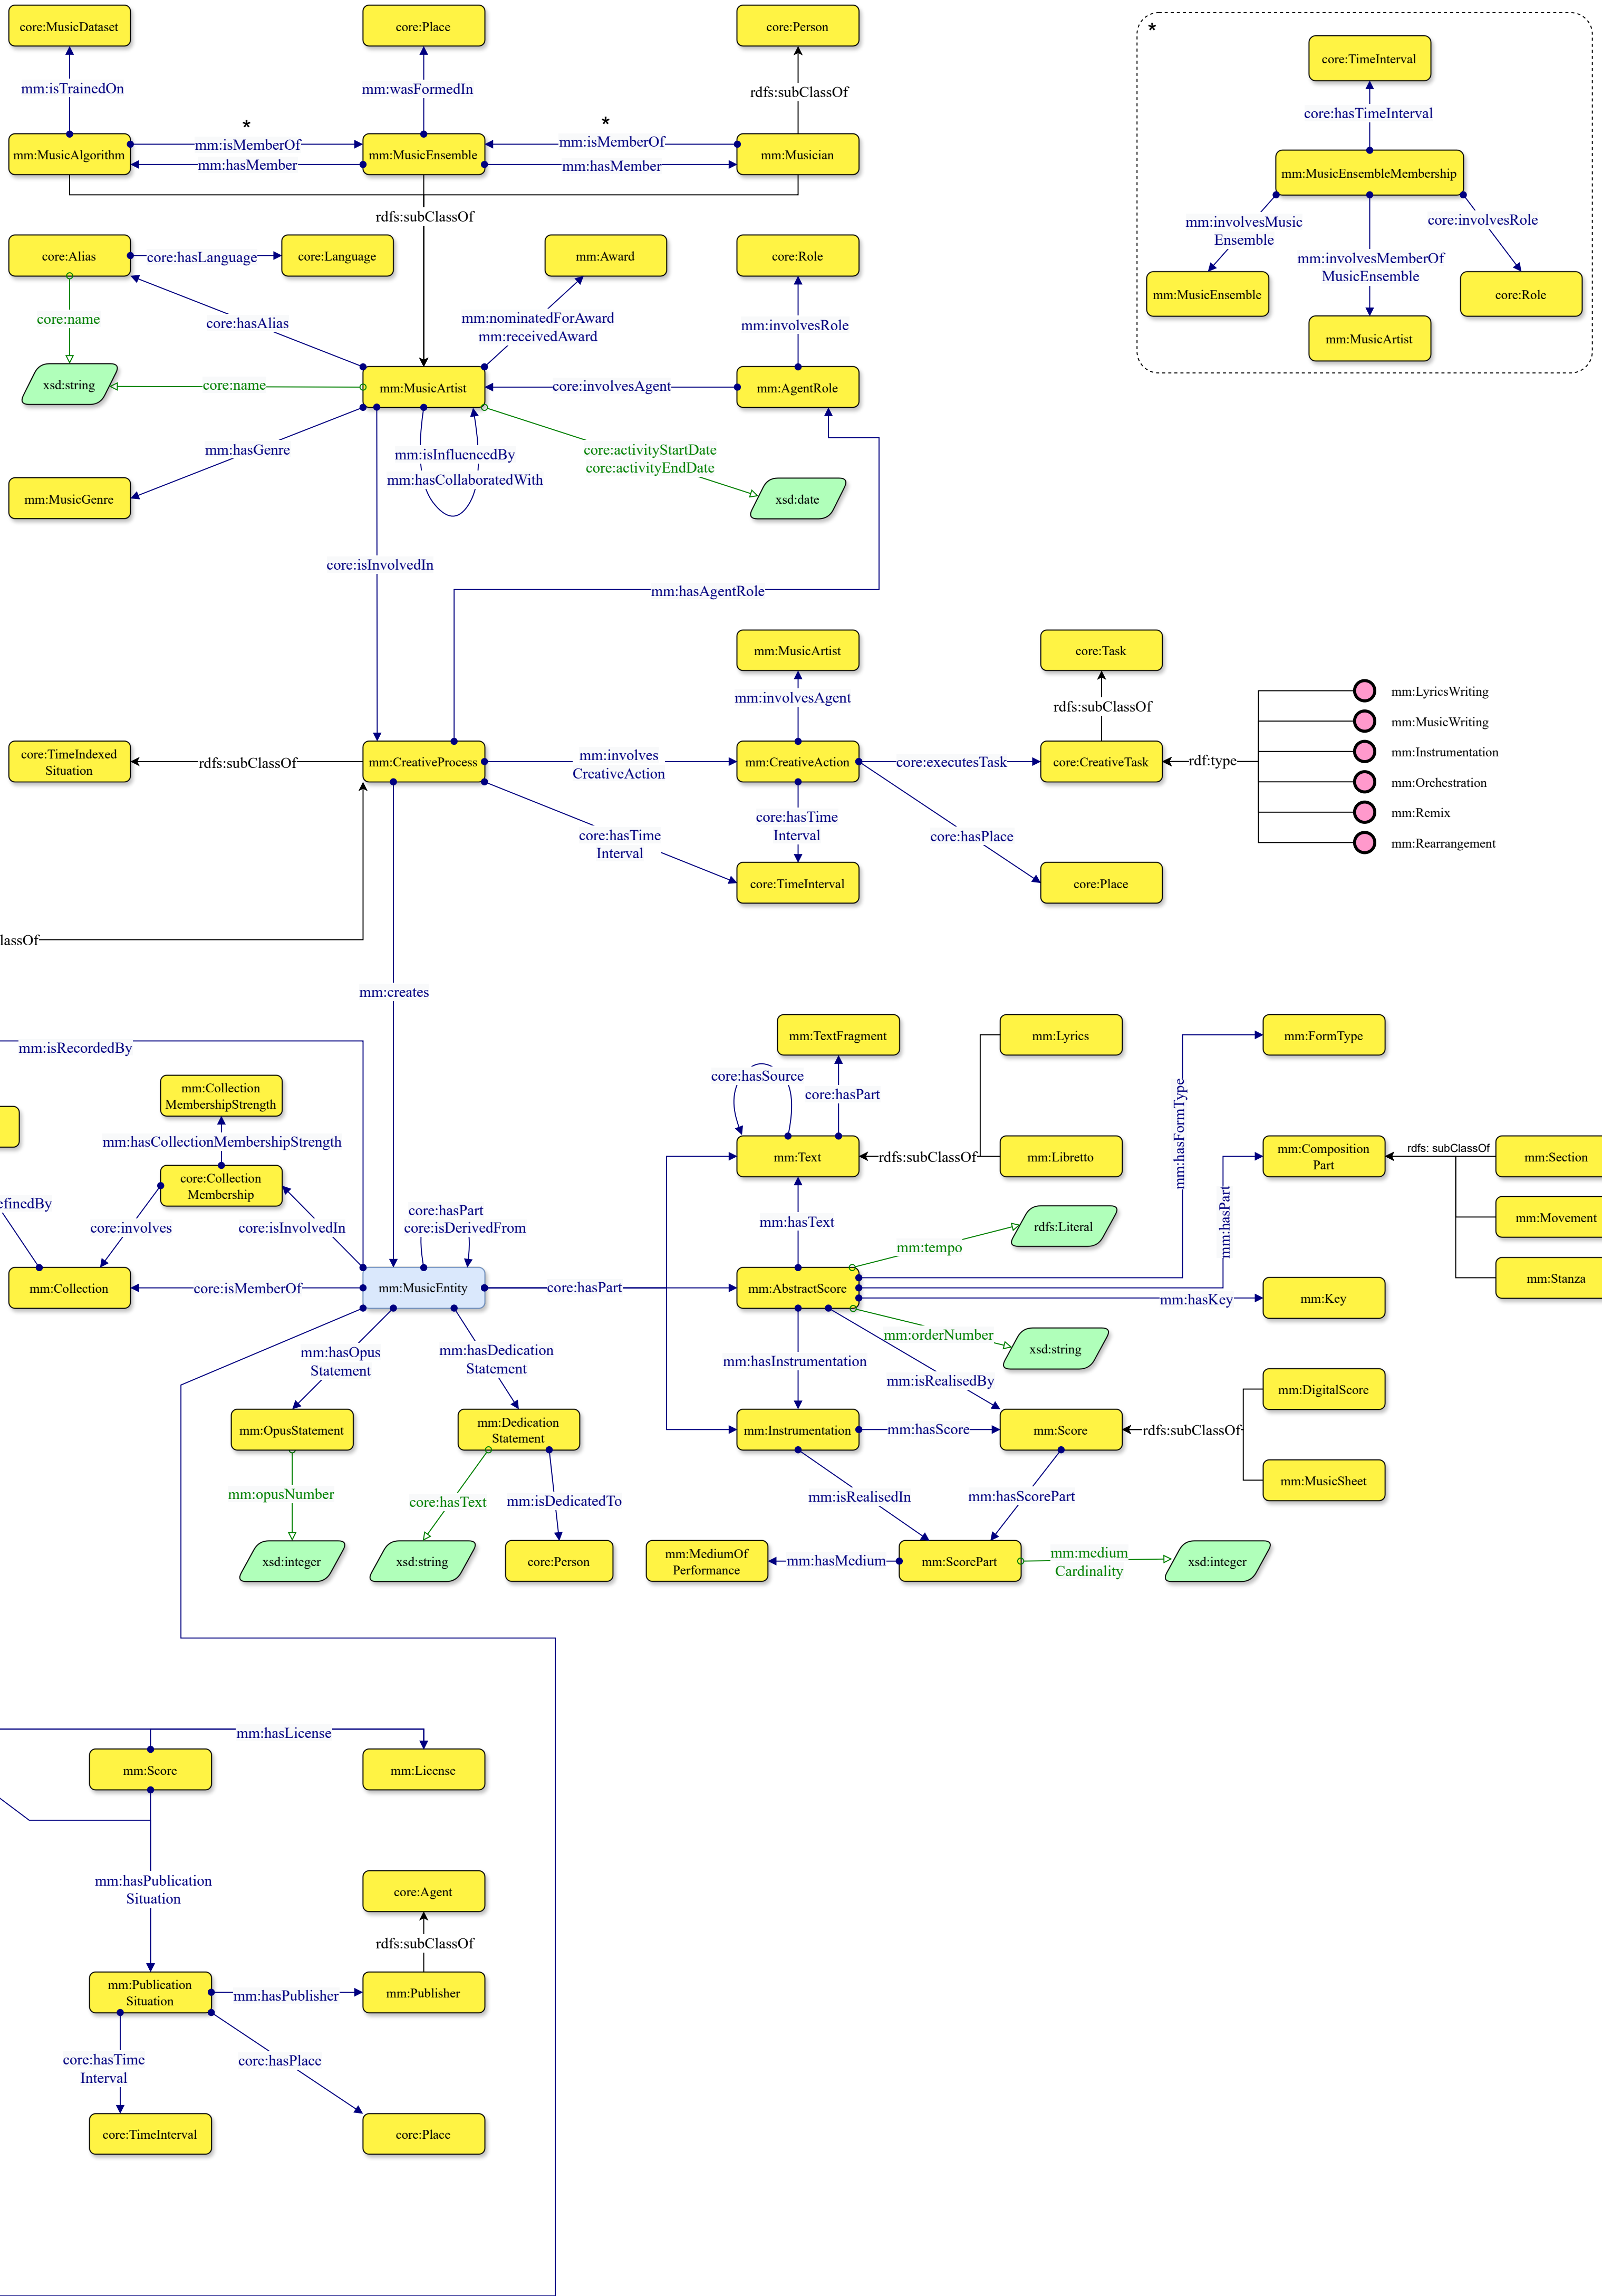 core:MusicDataset
core:Place
core:Person
*
core:TimeInterval
mm:isTrainedOn
mm:wasFormedIn
rdfs:subClassOf
core:hasTimeInterval
*
*
mm:MusicAlgorithm
mm:isMemberOf
mm:hasMember
mm:MusicEnsemble
mm:isMemberOf
mm:hasMember
mm:Musician
mm:MusicEnsembleMembership
rdfs:subClassOf
mm:involvesMusic
Ensemble
core:involvesRole
mm:involvesMemberOf
MusicEnsemble
mm:MusicEnsemble
core:Role
mm:MusicArtist
core:Alias
core:hasLanguage
core:Language
mm:Award
core:Role
core:name
core:hasAlias
mm:nominatedForAward
mm:receivedAward
mm:involvesRole
xsd:string
core:name
mm:MusicArtist
core:involvesAgent
mm:AgentRole
mm:hasGenre
mm:isInfluencedBy
mm:hasCollaboratedWith
core:activityStartDate
core:activityEndDate
mm:MusicGenre
xsd:date
core:isInvolvedIn
mm:hasAgentRole
mm:MusicArtist
core:Task
mm:involvesAgent
rdfs:subClassOf
mm:LyricsWriting
mm:MusicWriting
mm:Instrumentation
mm:Orchestration
mm:Remix
mm:Rearrangement
core:TimeIndexed
Situation
rdfs:subClassOf
mm:CreativeProcess
mm:involves
CreativeAction
mm:CreativeAction
core:executesTask
core:CreativeTask
rdf:type
core:hasTime
Interval
core:hasTime
Interval
core:hasPlace
core:TimeInterval
core:Place
lassOf
mm:creates
mm:isRecordedBy
mm:TextFragment
mm:Lyrics
mm:FormType
mm:Collection
MembershipStrength
core:hasSource
core:hasPart
mm:hasFormType
mm:hasCollectionMembershipStrength
mm:Text
rdfs:subClassOf
mm:Libretto
mm:Composition
Part
rdfs: subClassOf
mm:Section
core:Collection
Membership
efinedBy
core:involves
core:isInvolvedIn
core:hasPart
core:isDerivedFrom
mm:hasText
rdfs:Literal
mm:hasPart
mm:Movement
mm:tempo
mm:Collection
core:isMemberOf
mm:MusicEntity
core:hasPart
mm:AbstractScore
mm:hasKey
mm:Key
mm:Stanza
mm:hasOpus
Statement
mm:hasDedication
Statement
mm:orderNumber
xsd:string
mm:hasInstrumentation
mm:isRealisedBy
mm:DigitalScore
mm:OpusStatement
mm:Dedication
Statement
mm:Instrumentation
mm:hasScore
mm:Score
rdfs:subClassOf
mm:MusicSheet
mm:opusNumber
core:hasText
mm:isDedicatedTo
mm:isRealisedIn
mm:hasScorePart
xsd:integer
xsd:string
core:Person
mm:MediumOf
Performance
mm:hasMedium
mm:ScorePart
mm:medium
Cardinality
xsd:integer
mm:hasLicense
mm:Score
mm:License
mm:hasPublication
Situation
core:Agent
rdfs:subClassOf
mm:Publication
Situation
mm:hasPublisher
mm:Publisher
core:hasTime
Interval
core:hasPlace
core:TimeInterval
core:Place